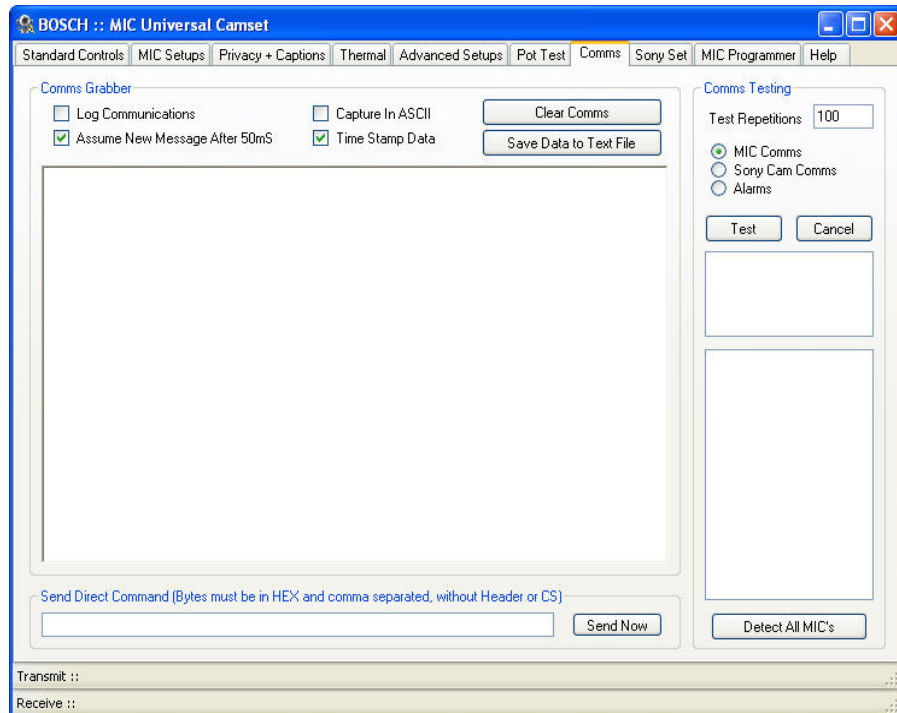 BOSCH :: MIC Universal Camset
Standard Controls MIC Setups Privacy + Captions Thermal Advanced Setups Pot Test Comms Sony Set MIC Programmer Help
Comms Grabber
Log Communications
Capture In ASCII
Clear Comms
Assume New Message After 50mS
Time Stamp Data
Save Data to Text File
Send Direct Command (Bytes must be in HEX and comma separated, without Header or CS)
Send Now
Comms Testing
Test Repetitions 100
MIC Comms
Sony Cam Comms
Alarms
Test Cancel
Detect All MIC's
Transmit ::
Receive ::